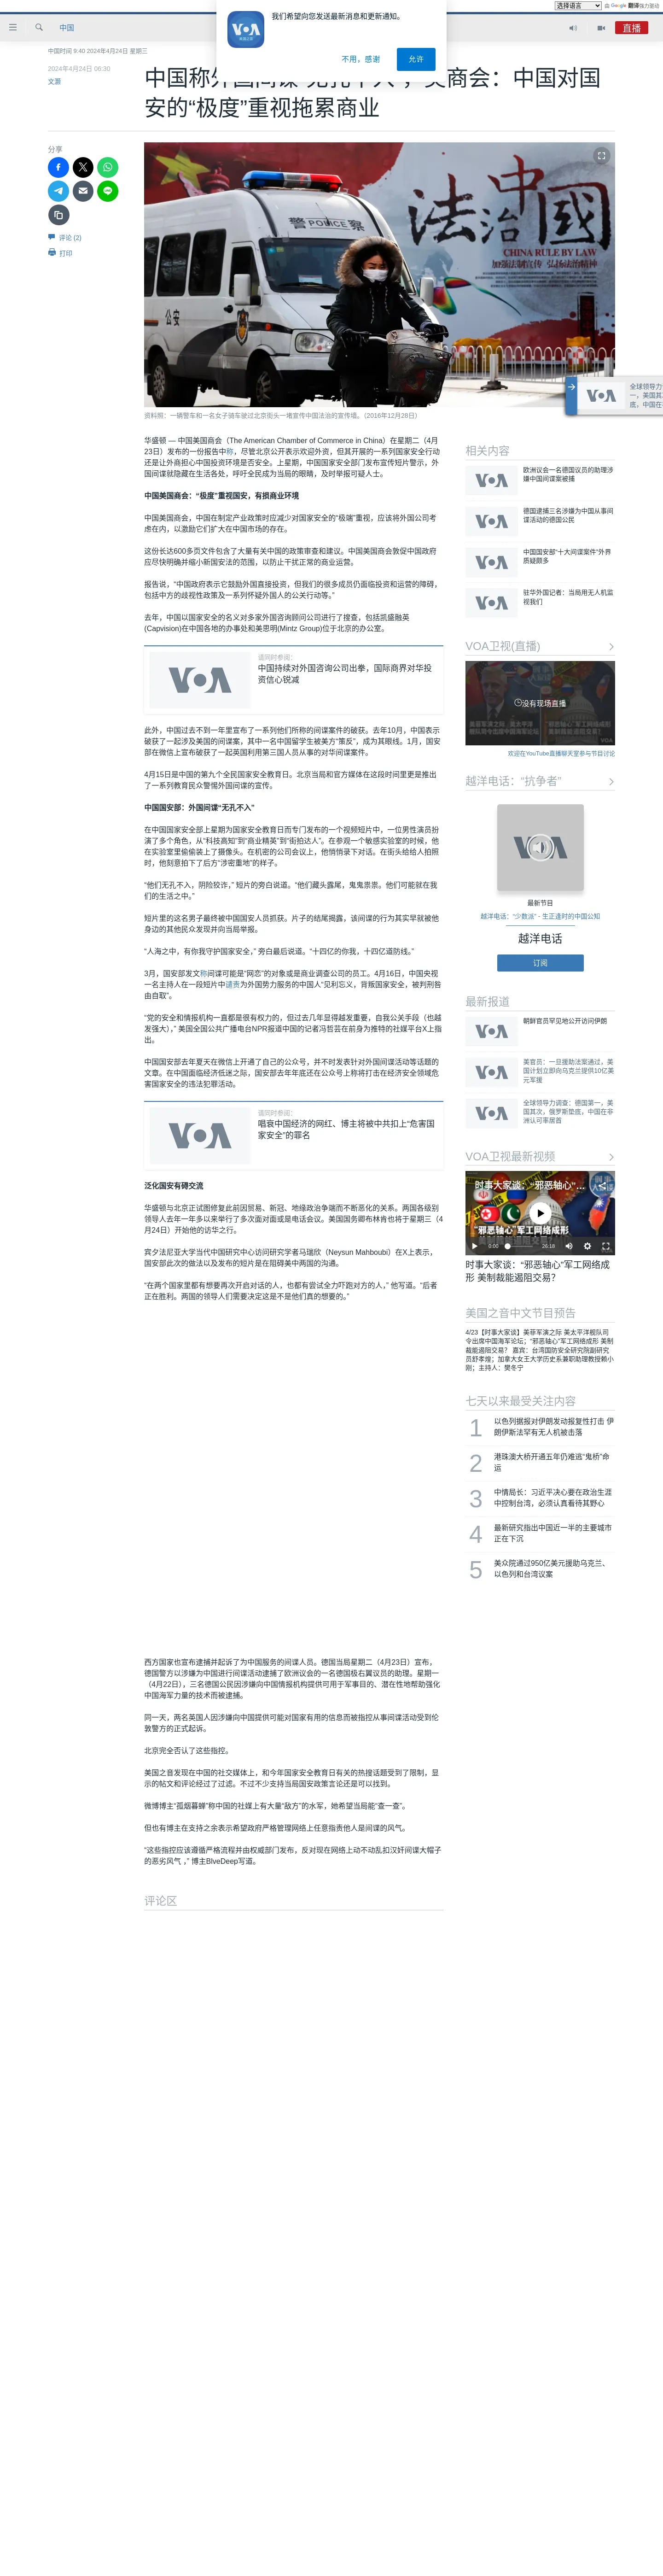 选择语言
由 Google 翻译强力驱动
VOA
我们希望向您发送最新消息和更新通知。
不用，感谢
允许
中国
直播
中国时间 9:40 2024年4月24日 星期三
2024年4月24日 06:30
文灏
美商会：中国对国
安的“极度”重视拖累商业
分享
评论 (2)
打印
警察 POLICE
公安
法治國
CHINA RULE BY LAW
加强法制宣传 弘扬法治精神
资料照：一辆警车和一名女子骑车驶过北京街头一堵宣传中国法治的宣传墙。（2016年12月28日）
全球领导力
一，美国其
底，中国在
华盛顿 — 中国美国商会（The American Chamber of Commerce in China）在星期二（4月
23日）发布的一份报告中称，尽管北京公开表示欢迎外资，但其开展的一系列国家安全行动
还是让外商担心中国投资环境是否安全。上星期，中国国家安全部门发布宣传短片警示，外
国间谍就隐藏在生活各处，呼吁全民成为当局的眼睛，及时举报可疑人士。
中国美国商会：“极度”重视国安，有损商业环境
中国美国商会，中国在制定产业政策时应减少对国家安全的“极端”重视，应该将外国公司考
虑在内，以激励它们扩大在中国市场的存在。
这份长达600多页文件包含了大量有关中国的政策审查和建议。中国美国商会敦促中国政府
应尽快明确并缩小新国安法的范围，以防止干扰正常的商业运营。
报告说，“中国政府表示它鼓励外国直接投资，但我们的很多成员仍面临投资和运营的障碍，
包括中方的歧视性政策及一系列怀疑外国人的公关行动等。”
去年，中国以国家安全的名义对多家外国咨询顾问公司进行了搜查，包括凯盛融英
(Capvision)在中国各地的办事处和美思明(Mintz Group)位于北京的办公室。
VOA
请同时参阅：
中国持续对外国咨询公司出拳，国际商界对华投
资信心锐减
此外，中国过去不到一年里宣布了一系列他们所称的间谍案件的破获。去年10月，中国表示
破获了一起涉及美国的间谍案，其中一名中国留学生被美方“策反”，成为其眼线。1月，国安
部在微信上宣布破获了一起英国利用第三国人员从事的对华间谍案件。
4月15日是中国的第九个全民国家安全教育日。北京当局和官方媒体在这段时间里更是推出
了一系列教育民众警惕外国间谍的宣传。
中国国安部：外国间谍“无孔不入”
在中国国家安全部上星期为国家安全教育日而专门发布的一个视频短片中，一位男性演员扮
演了多个角色，从“科技高知”到“商业精英”到“街拍达人”。在参观一个敏感实验室的时候，他
在实验室里偷偷装上了摄像头。在机密的公司会议上，他悄悄录下对话。在街头给给人拍照
时，他刻意拍下了后方“涉密重地”的样子。
“他们无孔不入，阴险狡诈，” 短片的旁白说道。“他们藏头露尾，鬼鬼祟祟。他们可能就在我
们的生活之中。”
短片里的这名男子最终被中国国安人员抓获。片子的结尾揭露，该间谍的行为其实早就被他
身边的其他民众发现并向当局举报。
“人海之中，有你我守护国家安全，” 旁白最后说道。“十四亿的你我，十四亿道防线。”
3月，国安部发文称间谍可能是“网恋”的对象或是商业调查公司的员工。4月16日，中国央视
一名主持人在一段短片中谴责为外国势力服务的中国人“见利忘义，背叛国家安全，被判刑咎
由自取”。
“党的安全和情报机构一直都是很有权力的，但过去几年显得越发重要，自我公关手段（也越
发强大），” 美国全国公共广播电台NPR报道中国的记者冯哲芸在前身为推特的社媒平台X上指
出。
中国国安部去年夏天在微信上开通了自己的公众号，并不时发表针对外国间谍活动等话题的
文章。在中国面临经济低迷之际，国安部去年年底还在公众号上称将打击在经济安全领域危
害国家安全的违法犯罪活动。
VOA
请同时参阅：
唱衰中国经济的网红、博主将被中共扣上“危害国
家安全”的罪名
泛化国安有碍交流
华盛顿与北京正试图修复此前因贸易、新冠、地缘政治争端而不断恶化的关系。两国各级别
领导人去年一年多以来举行了多次面对面或是电话会议。美国国务卿布林肯也将于星期三（4
月24日）开始他的访华之行。
宾夕法尼亚大学当代中国研究中心访问研究学者马瑞欣（Neysun Mahboubi）在X上表示，
国安部此次的做法以及发布的短片是在阻碍美中两国的沟通。
“在两个国家里都有想要再次开启对话的人，也都有尝试全力吓跑对方的人，” 他写道。“后者
正在胜利。两国的领导人们需要决定这是不是他们真的想要的。”
西方国家也宣布逮捕并起诉了为中国服务的间谍人员。德国当局星期二（4月23日）宣布，
德国警方以涉嫌为中国进行间谍活动逮捕了欧洲议会的一名德国极右翼议员的助理。星期一
（4月22日），三名德国公民因涉嫌向中国情报机构提供可用于军事目的、潜在性地帮助强化
中国海军力量的技术而被逮捕。
同一天，两名英国人因涉嫌向中国提供可能对国家有用的信息而被指控从事间谍活动受到伦
敦警方的正式起诉。
北京完全否认了这些指控。
美国之音发现在中国的社交媒体上，和今年国家安全教育日有关的热搜话题受到了限制，显
示的帖文和评论经过了过滤。不过不少支持当局国安政策言论还是可以找到。
微博博主“孤烟暮蝉”称中国的社媒上有大量“敌方”的水军，她希望当局能“查一查”。
但也有博主在支持之余表示希望政府严格管理网络上任意指责他人是间谍的风气。
“这些指控应该遵循严格流程并由权威部门发布，反对现在网络上动不动乱扣汉奸间谍大帽子
的恶劣风气 ，” 博主BlveDeep写道。
评论区
相关内容
欧洲议会一名德国议员的助理涉
嫌中国间谍案被捕
德国逮捕三名涉嫌为中国从事间
谍活动的德国公民
中国国安部“十大间谍案件”外界
质疑颇多
驻华外国记者：当局用无人机监
视我们
VOA卫视(直播)
没有现场直播
欢迎在YouTube直播聊天室参与节目讨论
越洋电话：“抗争者”
最新节目
越洋电话：“少数派” - 生正逢时的中国公知
越洋电话
订阅
最新报道
朝鲜官员罕见地公开访问伊朗
美官员：一旦援助法案通过，美
国计划立即向乌克兰提供10亿美
元军援
全球领导力调查：德国第一，美
国其次，俄罗斯垫底，中国在非
洲认可率居首
VOA卫视最新视频
时事大家谈：“邪恶轴心”...
“邪恶轴心”军工网络成形
0:00
26:18
时事大家谈：“邪恶轴心”军工网络成
形 美制裁能遏阻交易？
美国之音中文节目预告
4/23【时事大家谈】美菲军演之际 美太平洋舰队司
令出席中国海军论坛；“邪恶轴心”军工网络成形 美制
裁能遏阻交易？ 嘉宾：台湾国防安全研究院副研究
员舒孝煌；加拿大女王大学历史系兼职助理教授赖小
刚；主持人：樊冬宁
七天以来最受关注内容
1
以色列据报对伊朗发动报复性打击 伊
朗伊斯法罕有无人机被击落
2
港珠澳大桥开通五年仍难逃“鬼桥”命
运
3
中情局长：习近平决心要在政治生涯
中控制台湾，必须认真看待其野心
4
最新研究指出中国近一半的主要城市
正在下沉
5
美众院通过950亿美元援助乌克兰、
以色列和台湾议案